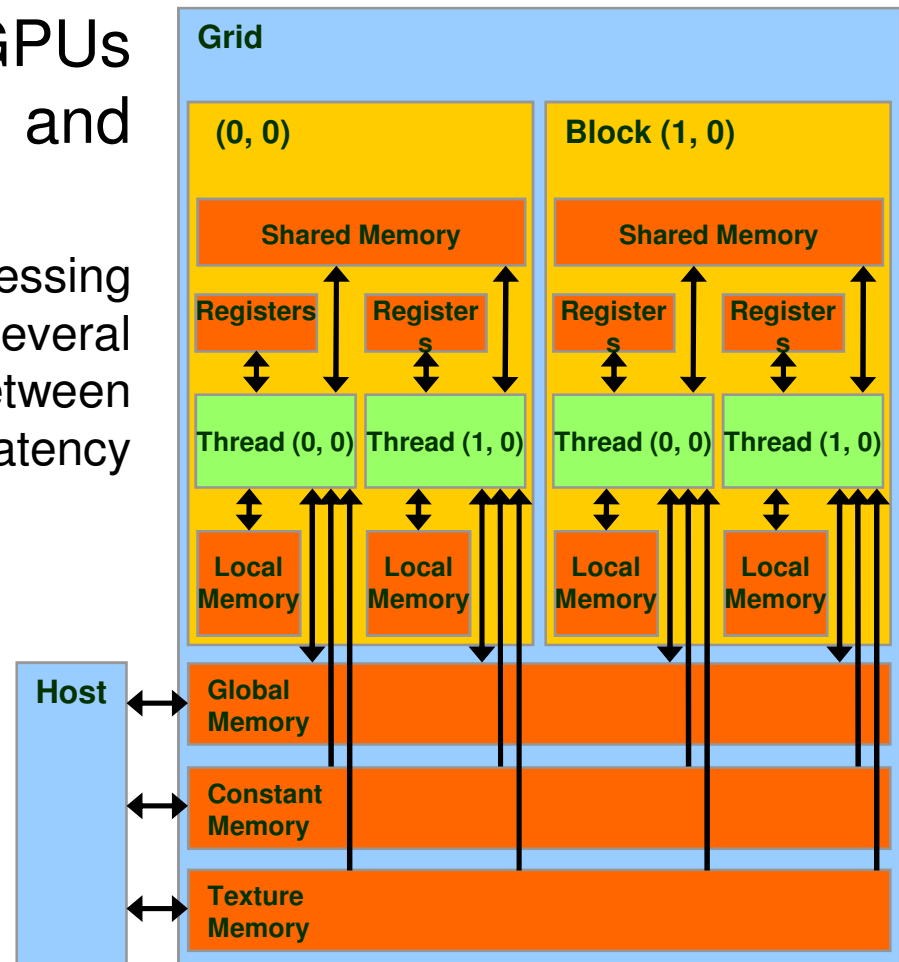 GPUs
and
essing
everal
etween
atency
Grid
(0, 0)
Block (1, 0)
Shared Memory
Shared Memory
Registers
Register
s
Register
s
Register
s
Thread (0, 0)
Thread (1, 0)
Thread (0, 0)
Thread (1, 0)
Local
Memory
Local
Memory
Local
Memory
Local
Memory
Host
Global
Memory
Constant
Memory
Texture
Memory